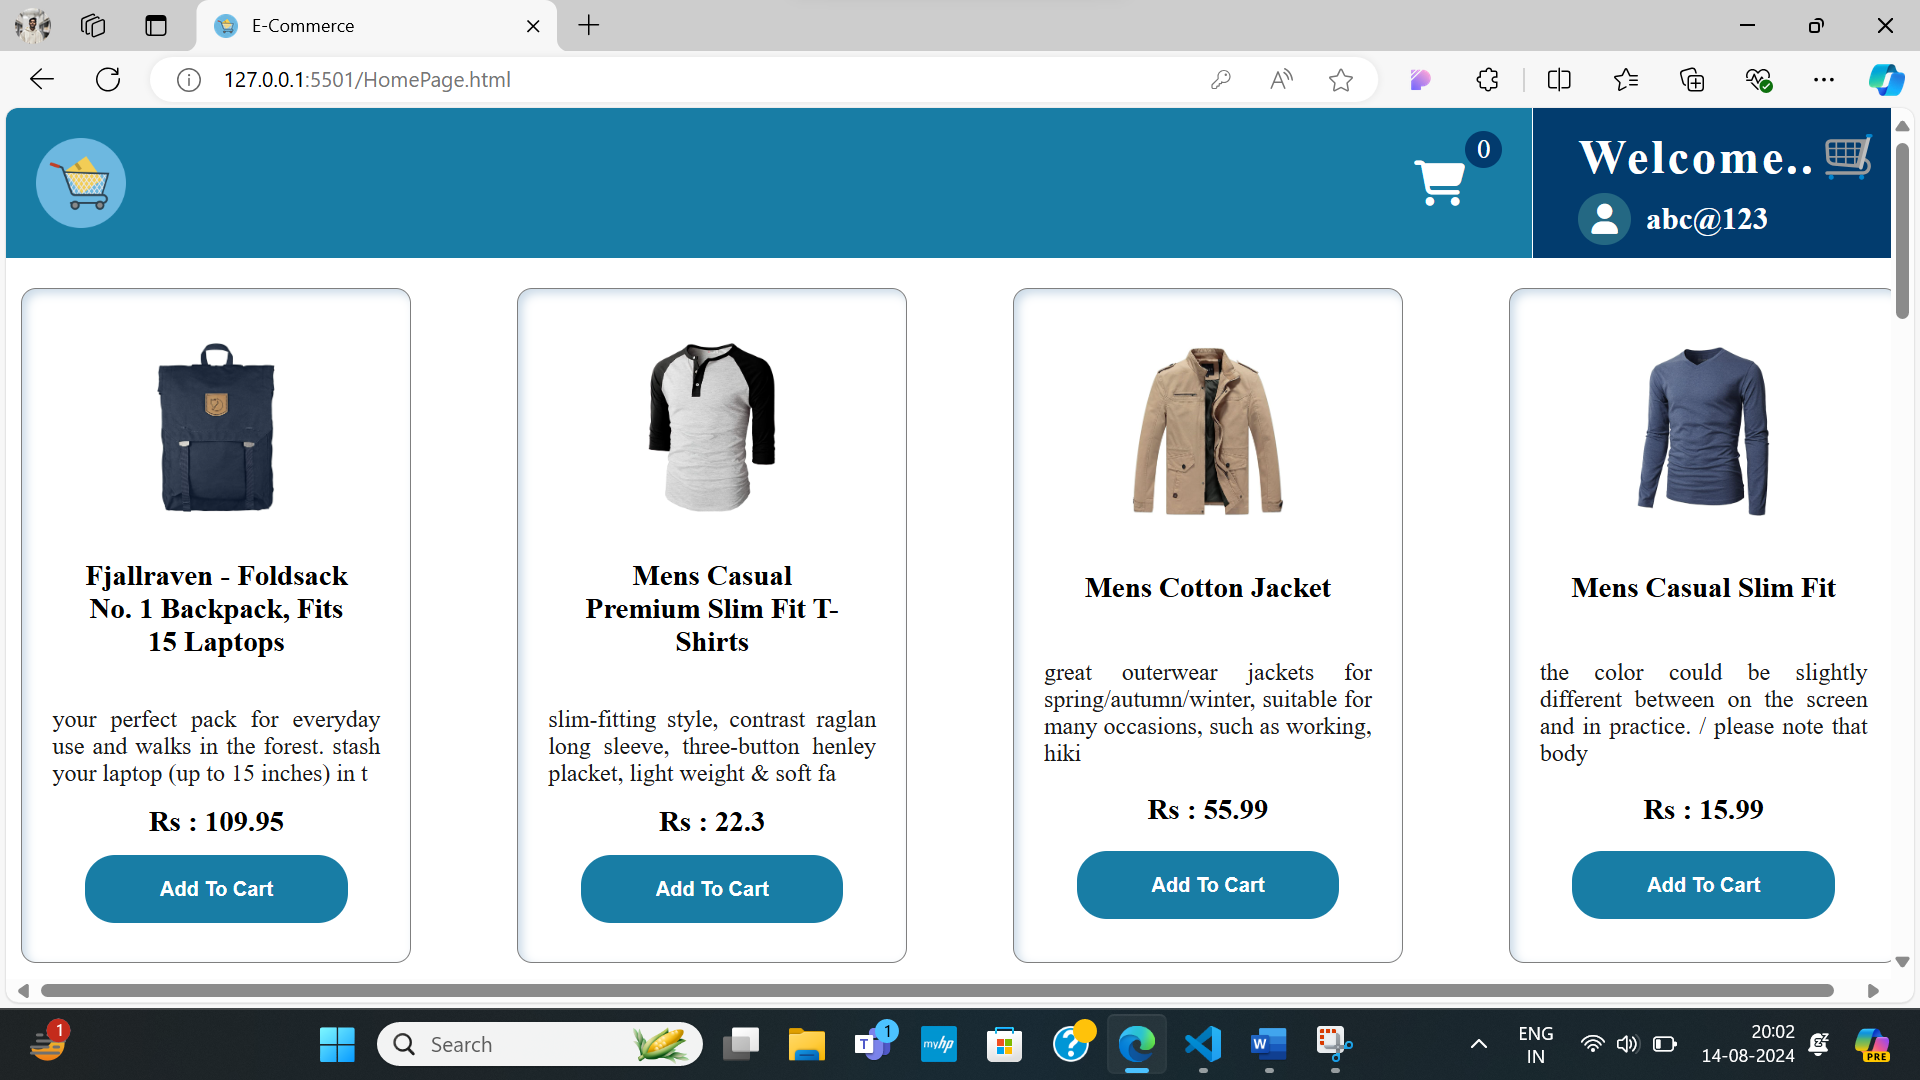 E-Commerce
127.0.0.1:5501/HomePage.html
0
Welcome..
abc@123
Fjallraven - Foldsack
No. 1 Backpack, Fits
15 Laptops
your perfect pack for everyday
use and walks in the forest. stash
your laptop (up to 15 inches) in t
Rs : 109.95
Add To Cart
Mens Casual
Premium Slim Fit T-
Shirts
slim-fitting style, contrast raglan
long sleeve, three-button henley
placket, light weight & soft fa
Rs : 22.3
Add To Cart
Mens Cotton Jacket
great outerwear jackets for
spring/autumn/winter, suitable for
many occasions, such as working,
hiki
Rs : 55.99
Add To Cart
Mens Casual Slim Fit
the color could be slightly
different between on the screen
and in practice. / please note that
body
Rs : 15.99
Add To Cart
1
Search
T
1
myhp
?
W
ENG
IN
20:02
14-08-2024
PRE